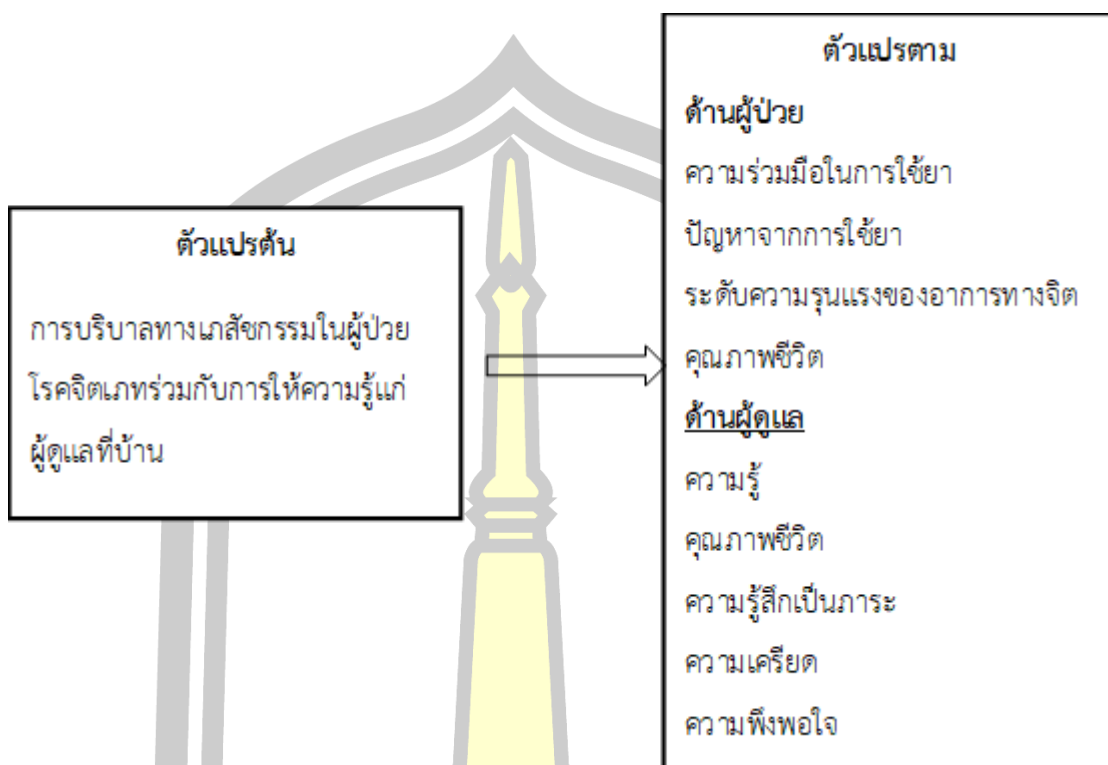 ตัวแปรต้น
การบริบาลทางเภสัชกรรมในผู้ป่วย
โรคจิตเภทร่วมกับการให้ความรู้แก่
ผู้ดูแลที่บ้าน
ตัวแปรตาม
ด้านผู้ป่วย
ความร่วมมือในการใช้ยา
ปัญหาจากการใช้ยา
ระดับความรุนแรงของอาการทางจิต
คุณภาพชีวิต
ด้านผู้ดูแล
ความรู้
คุณภาพชีวิต
ความรู้สึกเป็นภาระ
ความเครียด
ความพึงพอใจ